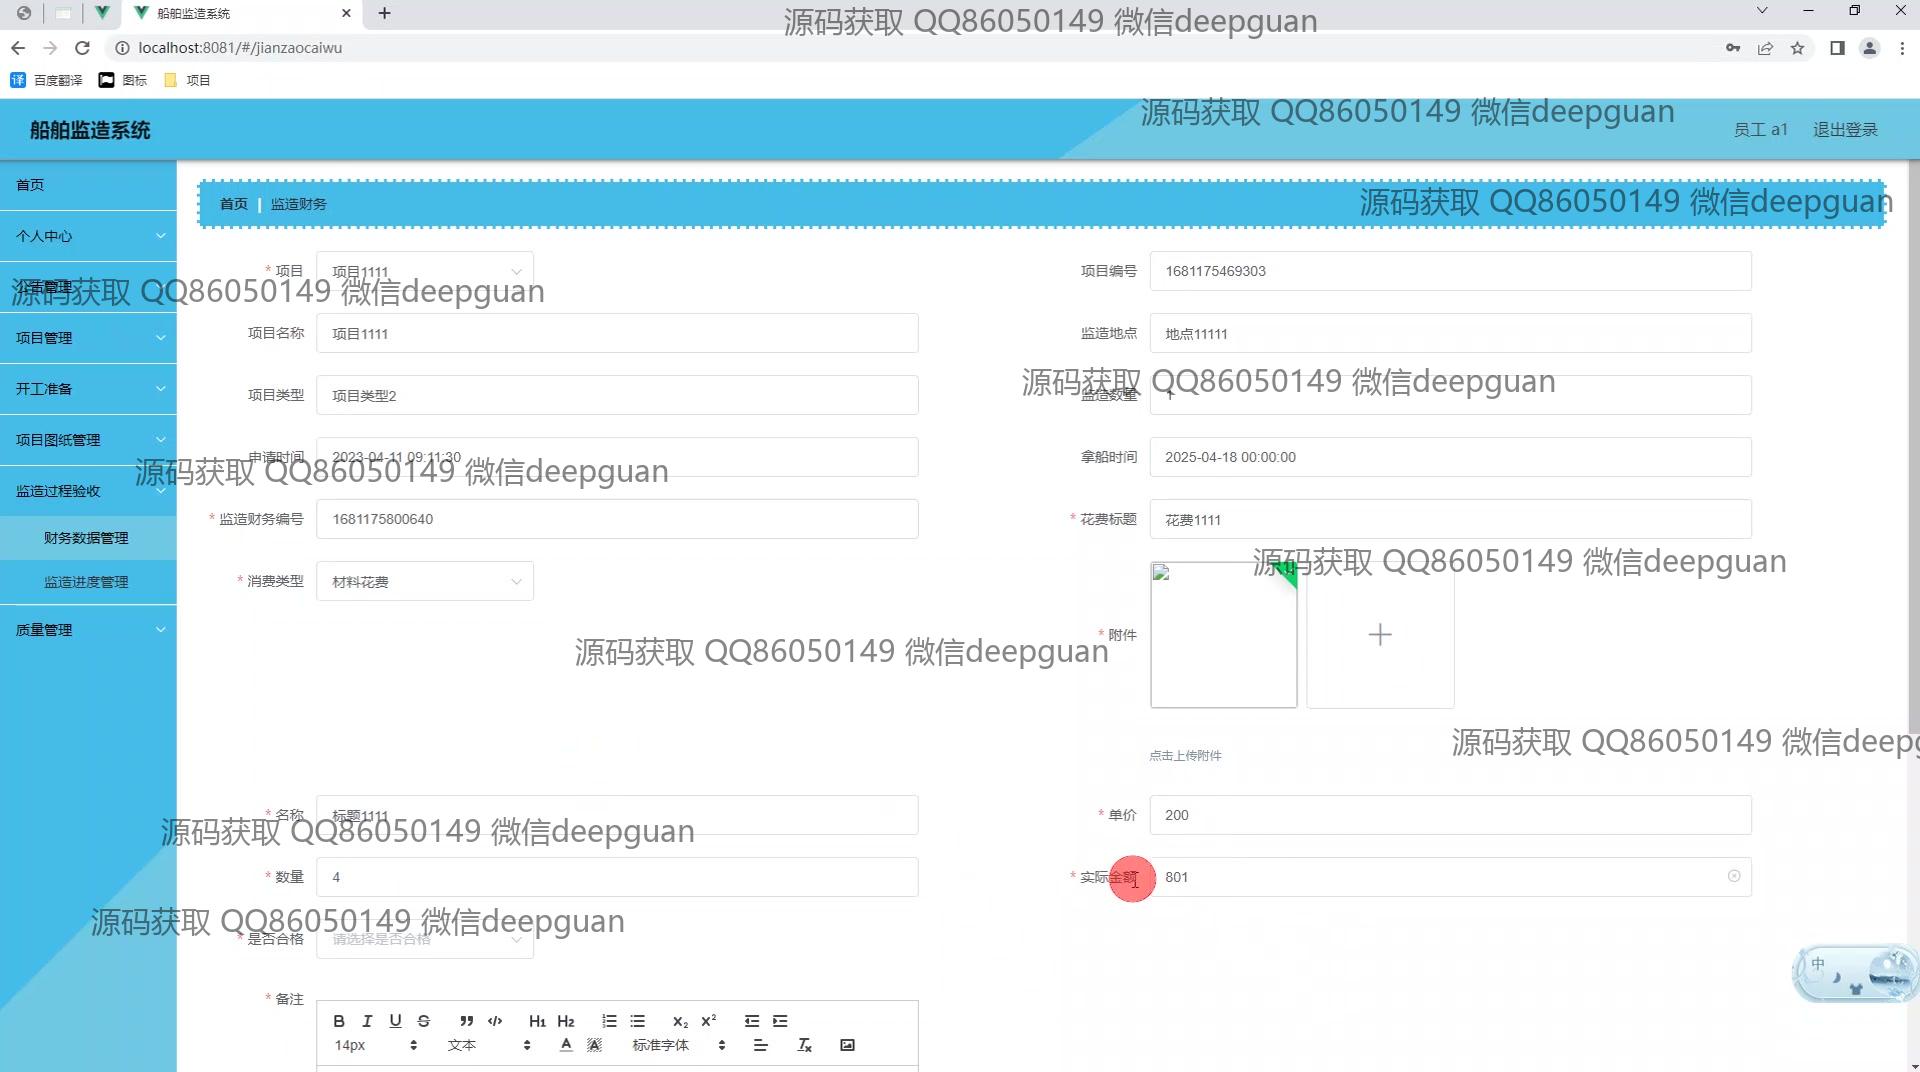 船舶监造系统
源码获取 QQ86050149 微信deepguan
localhost:8081/#/jianzaocaiwu
百度翻译 图标 项目
源码获取 QQ86050149 微信deepguan
船舶监造系统
员工 a1 退出登录
首页
首页 | 监造财务
源码获取 QQ86050149 微信deepguan
个人中心
* 项目 项目1111
项目编号 1681175469303
公告管理
源码获取 QQ86050149 微信deepguan
项目管理
项目名称 项目1111
监造地点 地点11111
源码获取 QQ86050149 微信deepguan
开工准备
项目类型 项目类型2
监造数量 1
项目图纸管理
申请时间 2023-04-11 09:11:30
拿船时间 2025-04-18 00:00:00
源码获取 QQ86050149 微信deepguan
监造过程验收
* 监造财务编号 1681175800640
* 花费标题 花费1111
财务数据管理
源码获取 QQ86050149 微信deepguan
监造进度管理
* 消费类型 材料花费
质量管理
* 附件
源码获取 QQ86050149 微信deepguan
点击上传附件
源码获取 QQ86050149 微信deepg
* 名称 标题1111
* 单价 200
源码获取 QQ86050149 微信deepguan
* 数量 4
* 实际金额 801
源码获取 QQ86050149 微信deepguan
* 是否合格 请选择是否合格
中
* 备注
B I U S ” </> H1 H2 X2 X2
14px 文本 A A 标准字体 Tx